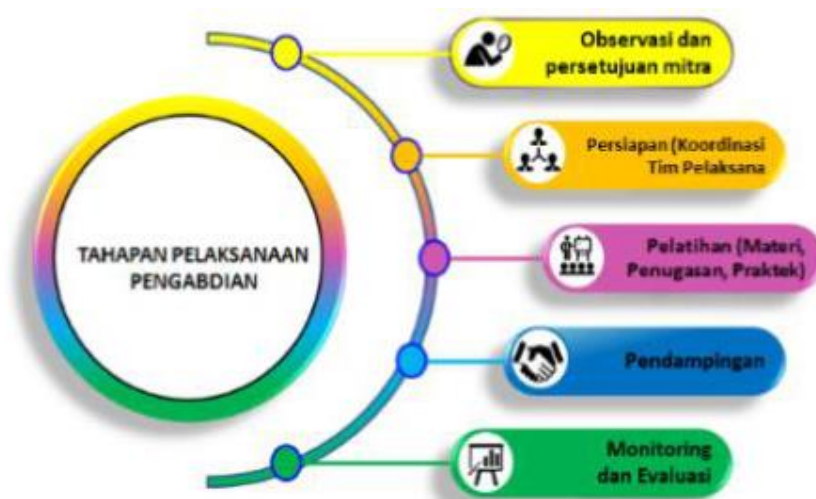 Observasi dan
persetujuan mitra
Persiapan (Koordinasi
Tim Pelaksana
TAHAPAN PELAKSANAAN
PENGABDIAN
Pelatihan (Materi,
Penugasan, Praktek)
Pendampingan
Monitoring
dan Evaluasi